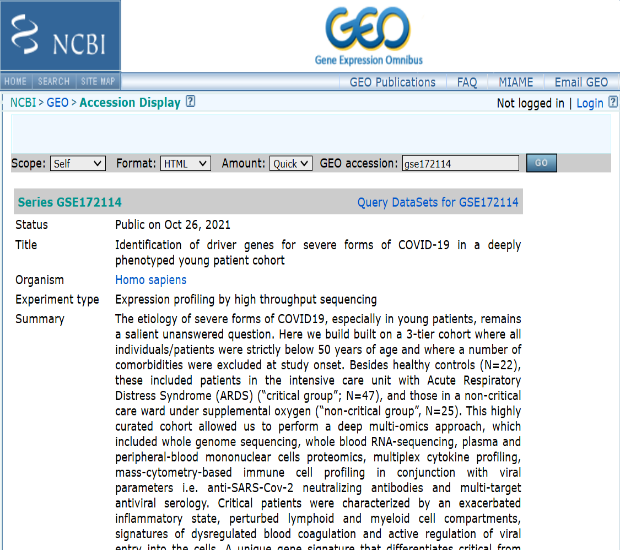 NCBI
GEO
Gene Expression Omnibus
HOME SEARCH SITE MAP
GEO Publications FAQ MIAME Email GEO
NCBI > GEO > Accession Display ?
Not logged in | Login ?
Scope: Self Format: HTML Amount: Quick GEO accession: gse172114 GO
Series GSE172114 Query DataSets for GSE172114
Status Public on Oct 26, 2021
Title Identification of driver genes for severe forms of COVID-19 in a deeply
phenotyped young patient cohort
Organism Homo sapiens
Experiment type Expression profiling by high throughput sequencing
Summary The etiology of severe forms of COVID19, especially in young patients, remains
a salient unanswered question. Here we build built on a 3-tier cohort where all
individuals/patients were strictly below 50 years of age and where a number of
comorbidities were excluded at study onset. Besides healthy controls (N=22),
these included patients in the intensive care unit with Acute Respiratory
Distress Syndrome (ARDS) (“critical group”; N=47), and those in a non-critical
care ward under supplemental oxygen (“non-critical group”, N=25). This highly
curated cohort allowed us to perform a deep multi-omics approach, which
included whole genome sequencing, whole blood RNA-sequencing, plasma and
peripheral-blood mononuclear cells proteomics, multiplex cytokine profiling,
mass-cytometry-based immune cell profiling in conjunction with viral
parameters i.e. anti-SARS-Cov-2 neutralizing antibodies and multi-target
antiviral serology. Critical patients were characterized by an exacerbated
inflammatory state, perturbed lymphoid and myeloid cell compartments,
signatures of dysregulated blood coagulation and active regulation of viral
entry into the cells. A unique gene signature that differentiates critical from